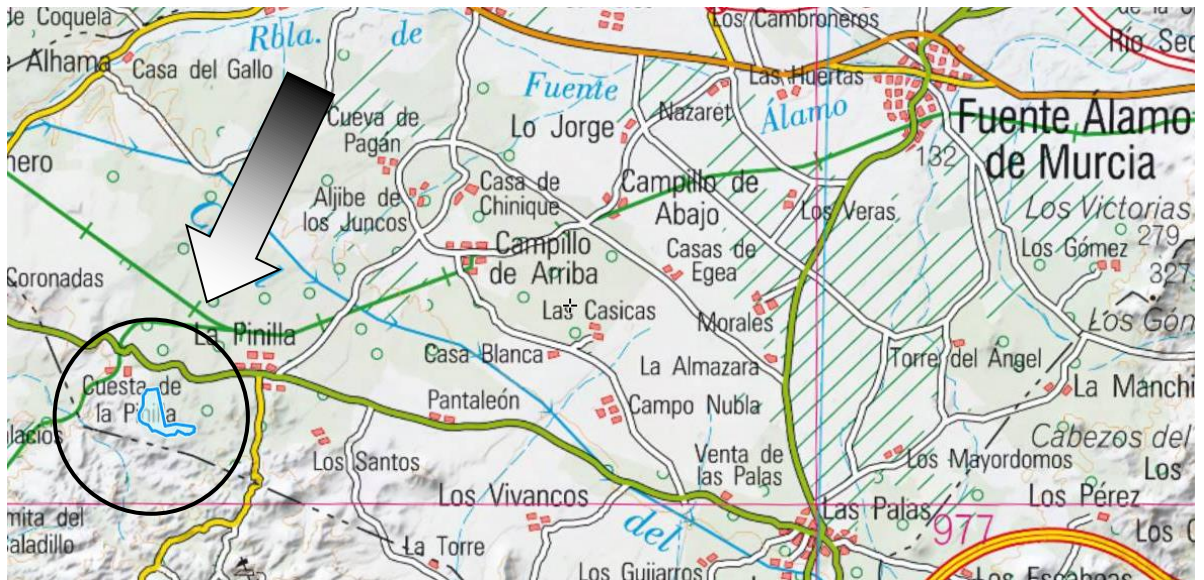 de Coquela
Alhama
Casa del Gallo
Rbla. de
Los Cambroneros
Río Sec
Fuente
Las Huertas
Álamo
Nazaret
Lo Jorge
Cueva de
Pagán
Fuente Álamo
de Murcia
132
nero
Aljibe de
los Juncos
Casa de
Chinique
Campillo de
Abajo
Los Veras
Los Victorias
279
Los Gómez
327
Coronadas
Campillo
de Arriba
Casas de
Egea
Las Casicas
Morales
Los Gón
La Pinilla
Casa Blanca
La Almazara
Torre del Ángel
La Manchi
Cuesta de
la Pinilla
Pantaleón
Campo Nubla
alacios
Los Santos
Venta de
las Palas
Los Mayordomos
Cabezos del
Los
Los Vivancos
Las Palas
977
Los Pérez
mita del
aladillo
La Torre
del
Los Guijarros
Los C